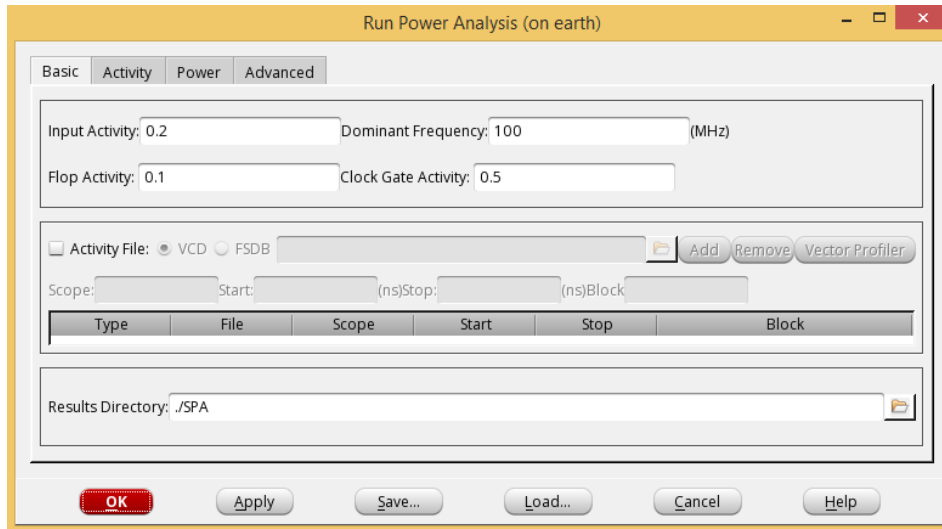 Run Power Analysis (on earth)
Basic Activity Power Advanced
Input Activity: 0.2 Dominant Frequency: 100 (MHz)
Flop Activity: 0.1 Clock Gate Activity: 0.5
Activity File: VCD FSDB Add Remove Vector Profiler
Scope: Start: (ns)Stop: (ns)Block
Type File Scope Start Stop Block
Results Directory: ./SPA
OK Apply Save... Load... Cancel Help